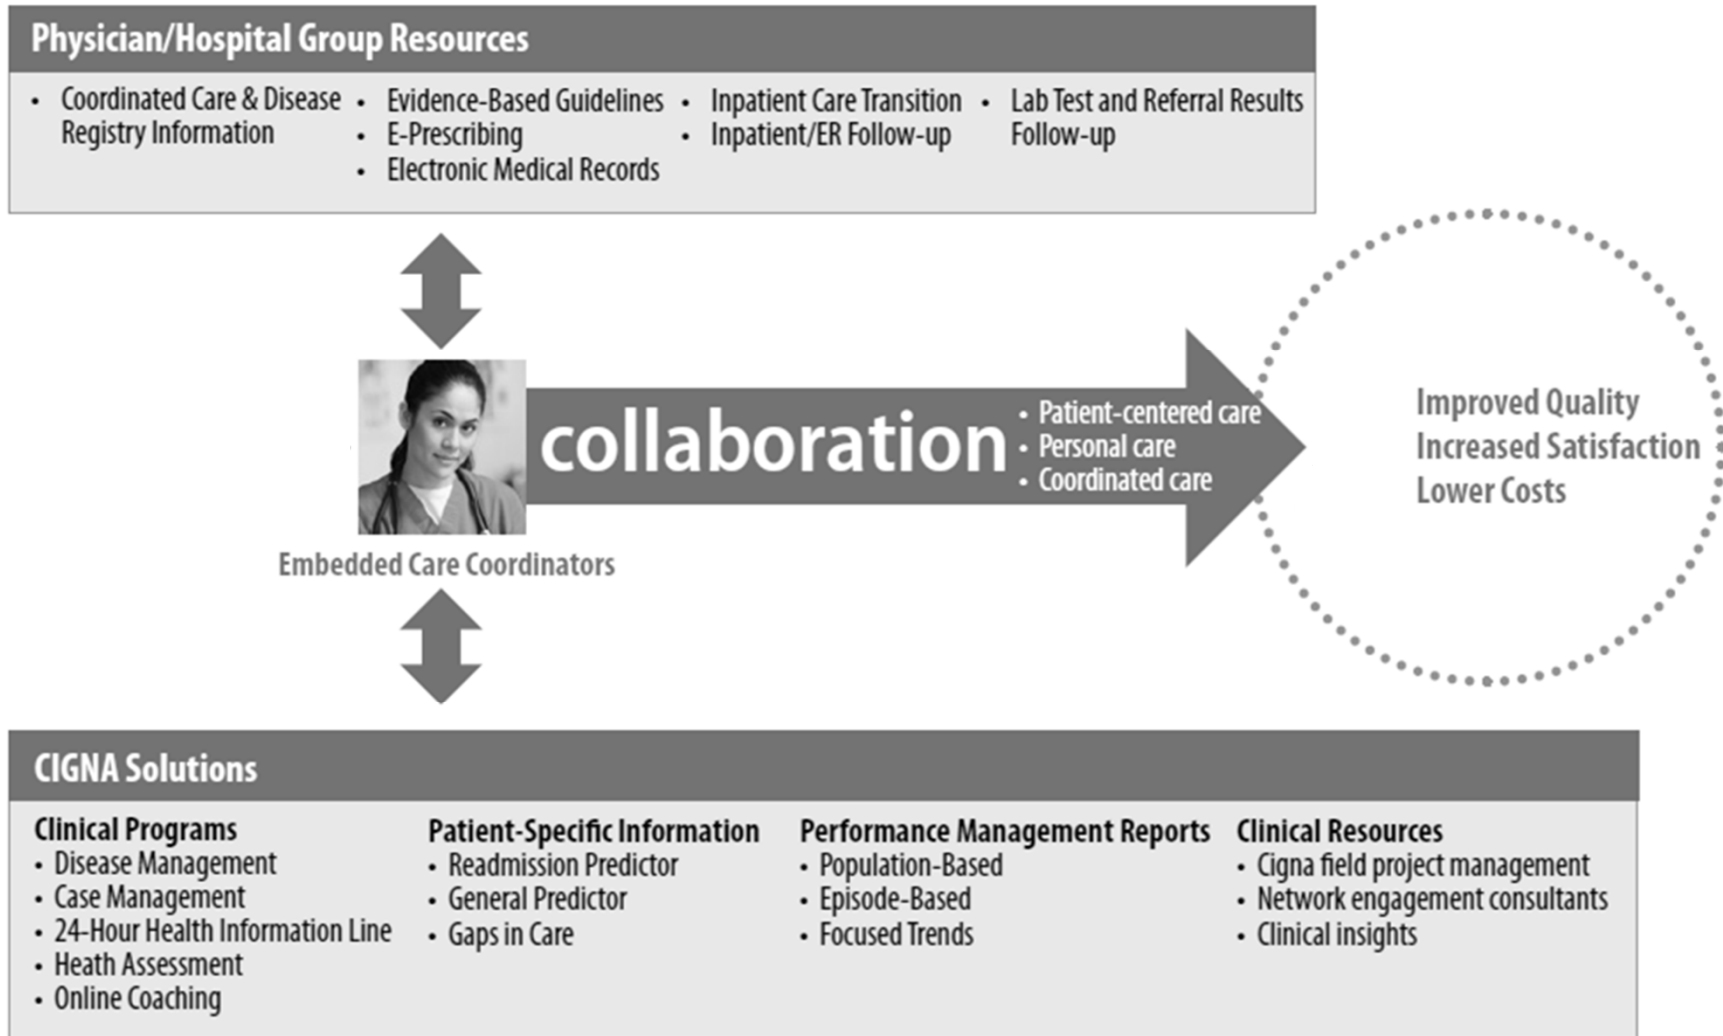 Physician/Hospital Group Resources
• Coordinated Care & Disease
Registry Information
• Evidence-Based Guidelines
• E-Prescribing
• Electronic Medical Records
• Inpatient Care Transition
• Inpatient/ER Follow-up
• Lab Test and Referral Results
Follow-up
collaboration
• Patient-centered care
• Personal care
• Coordinated care
Improved Quality
Increased Satisfaction
Lower Costs
Embedded Care Coordinators
CIGNA Solutions
Clinical Programs
• Disease Management
• Case Management
• 24-Hour Health Information Line
• Heath Assessment
• Online Coaching
Patient-Specific Information
• Readmission Predictor
• General Predictor
• Gaps in Care
Performance Management Reports
• Population-Based
• Episode-Based
• Focused Trends
Clinical Resources
• Cigna field project management
• Network engagement consultants
• Clinical insights